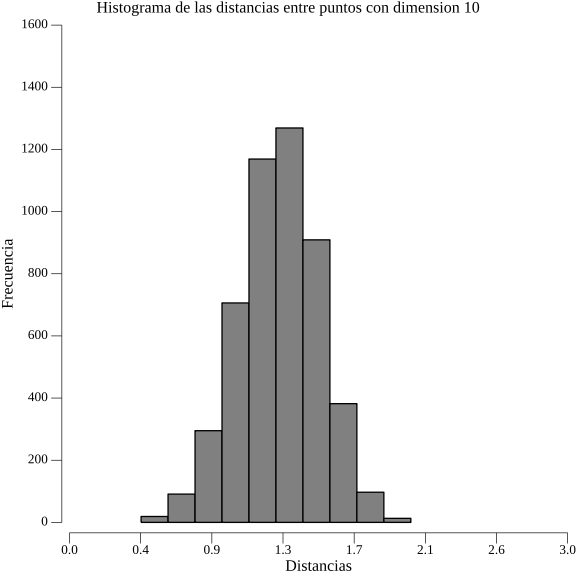 Histograma de las distancias entre puntos con dimension 10
1600
1400
1200
1000
800
600
400
200
0
Frecuencia
0.0 0.4 0.9 1.3 1.7 2.1 2.6 3.0
Distancias